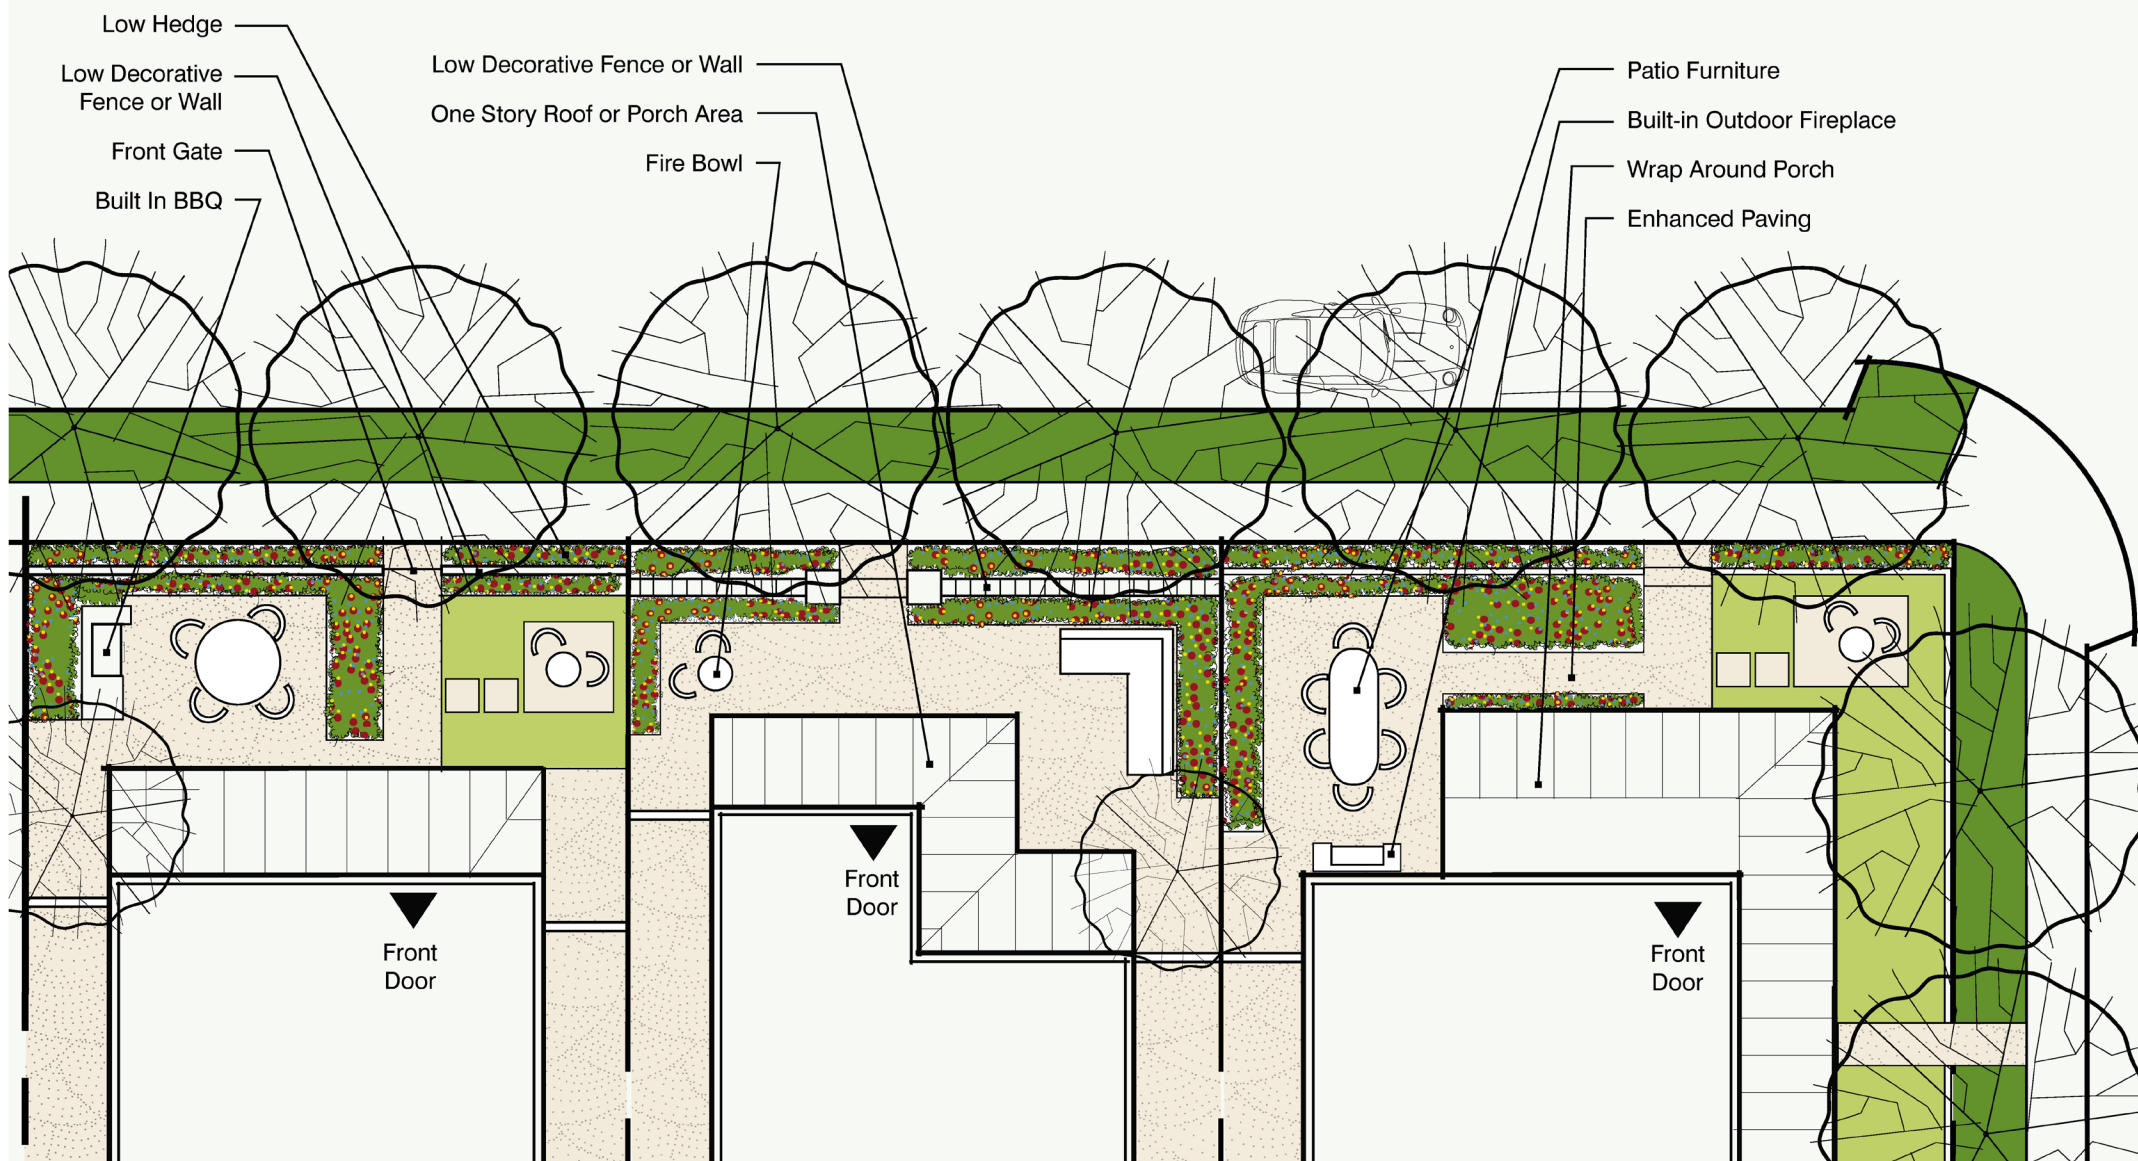 Low Hedge
Low Decorative
Fence or Wall
Front Gate
Built In BBQ
Low Decorative Fence or Wall
One Story Roof or Porch Area
Fire Bowl
Patio Furniture
Built-in Outdoor Fireplace
Wrap Around Porch
Enhanced Paving
Front
Door
Front
Door
Front
Door